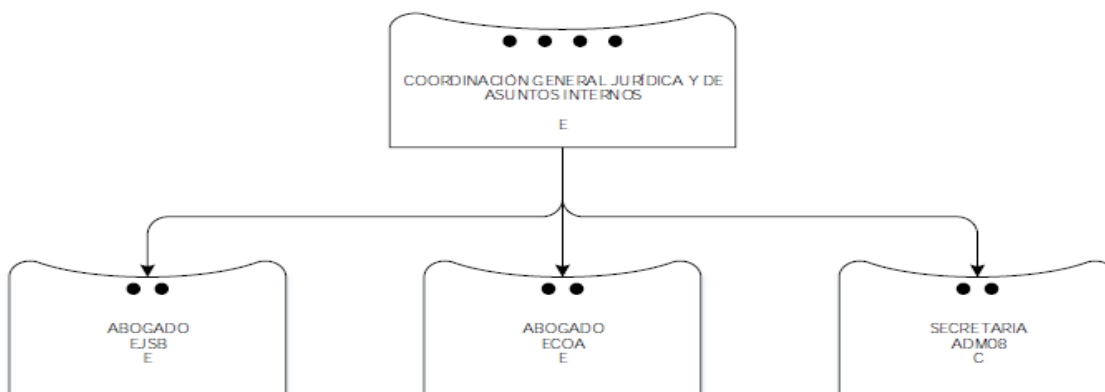 COORDINACIÓN GENERAL JURÍDICA Y DE
ASUNTOS INTERNOS
E
ABOGADO
EJSB
E
ABOGADO
ECOA
E
SECRETARIA
ADM08
C